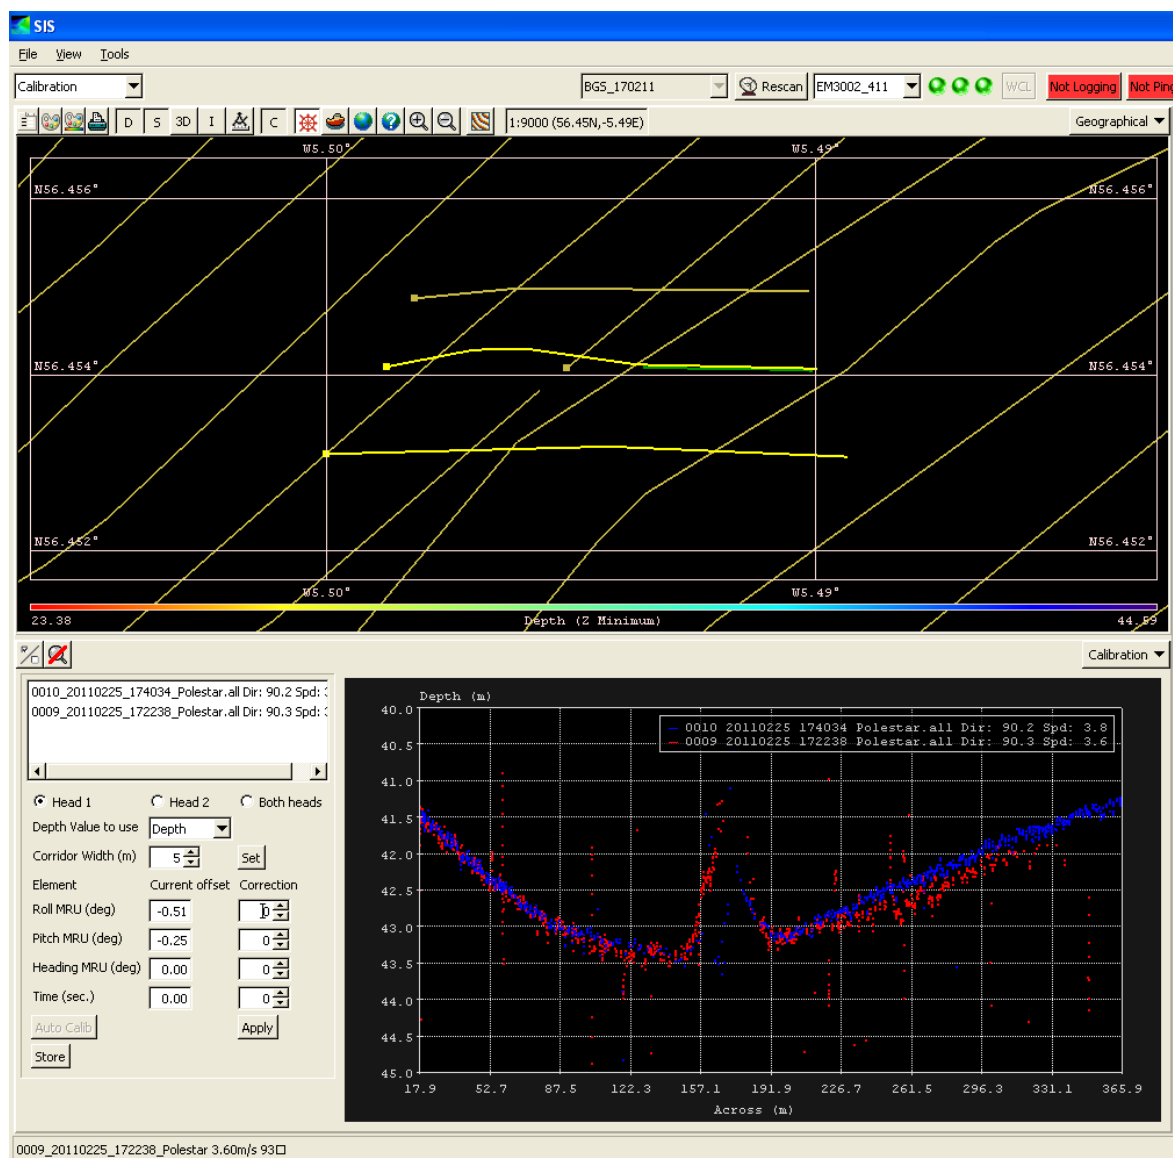 SIS
File View Tools
Calibration BGS_170211 Rescan EM3002_411 WCL Not Logging Not Ping
D S 3D I C 1:9000 (56.45N,-5.49E) Geographical
W5.50° W5.49°
N56.456° N56.456°
N56.454° N56.454°
N56.452° N56.452°
W5.50° W5.49°
23.38 Depth (Z Minimum) 44.59
Calibration
0010_20110225_174034_Polestar.all Dir: 90.2 Spd: 3
0009_20110225_172238_Polestar.all Dir: 90.3 Spd: 3
Head 1 Head 2 Both heads
Depth Value to use Depth
Corridor Width (m) 5 Set
Element Current offset Correction
Roll MRU (deg) -0.51 0
Pitch MRU (deg) -0.25 0
Heading MRU (deg) 0.00 0
Time (sec.) 0.00 0
Auto Calib Apply
Store
Depth (m)
0010 20110225 174034 Polestar.all Dir: 90.2 Spd: 3.8
0009 20110225 172238 Polestar.all Dir: 90.3 Spd: 3.6
40.0
40.5
41.0
41.5
42.0
42.5
43.0
43.5
44.0
44.5
45.0
17.9 52.7 87.5 122.3 157.1 191.9 226.7 261.5 296.3 331.1 365.9
Across (m)
0009_20110225_172238_Polestar 3.60m/s 93□